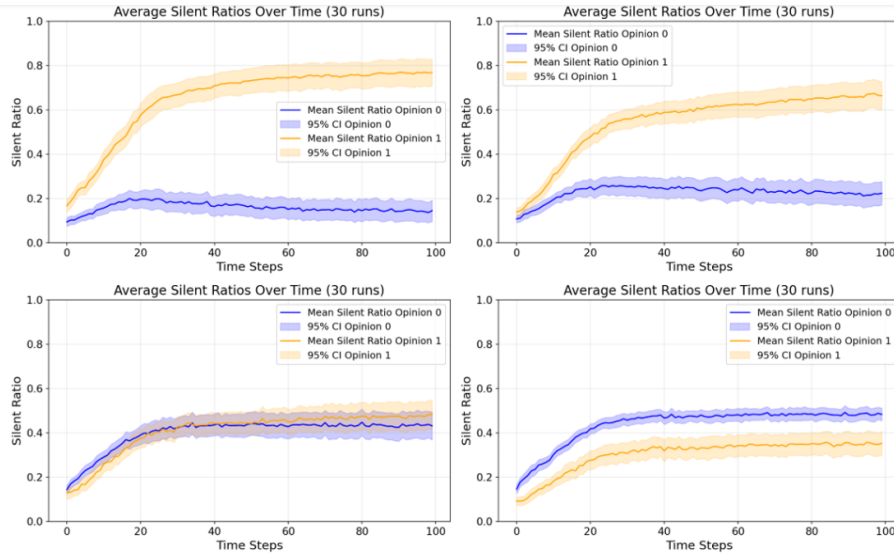 Average Silent Ratios Over Time (30 runs)
1.0
0.8
0.6
0.4
0.2
0.0
Silent Ratio
Mean Silent Ratio Opinion 0
95% CI Opinion 0
Mean Silent Ratio Opinion 1
95% CI Opinion 1
0 20 40 60 80 100
Time Steps
Average Silent Ratios Over Time (30 runs)
1.0
0.8
0.6
0.4
0.2
0.0
Silent Ratio
Mean Silent Ratio Opinion 0
95% CI Opinion 0
Mean Silent Ratio Opinion 1
95% CI Opinion 1
0 20 40 60 80 100
Time Steps
Average Silent Ratios Over Time (30 runs)
1.0
0.8
0.6
0.4
0.2
0.0
Silent Ratio
Mean Silent Ratio Opinion 0
95% CI Opinion 0
Mean Silent Ratio Opinion 1
95% CI Opinion 1
0 20 40 60 80 100
Time Steps
Average Silent Ratios Over Time (30 runs)
1.0
0.8
0.6
0.4
0.2
0.0
Silent Ratio
Mean Silent Ratio Opinion 0
95% CI Opinion 0
Mean Silent Ratio Opinion 1
95% CI Opinion 1
0 20 40 60 80 100
Time Steps